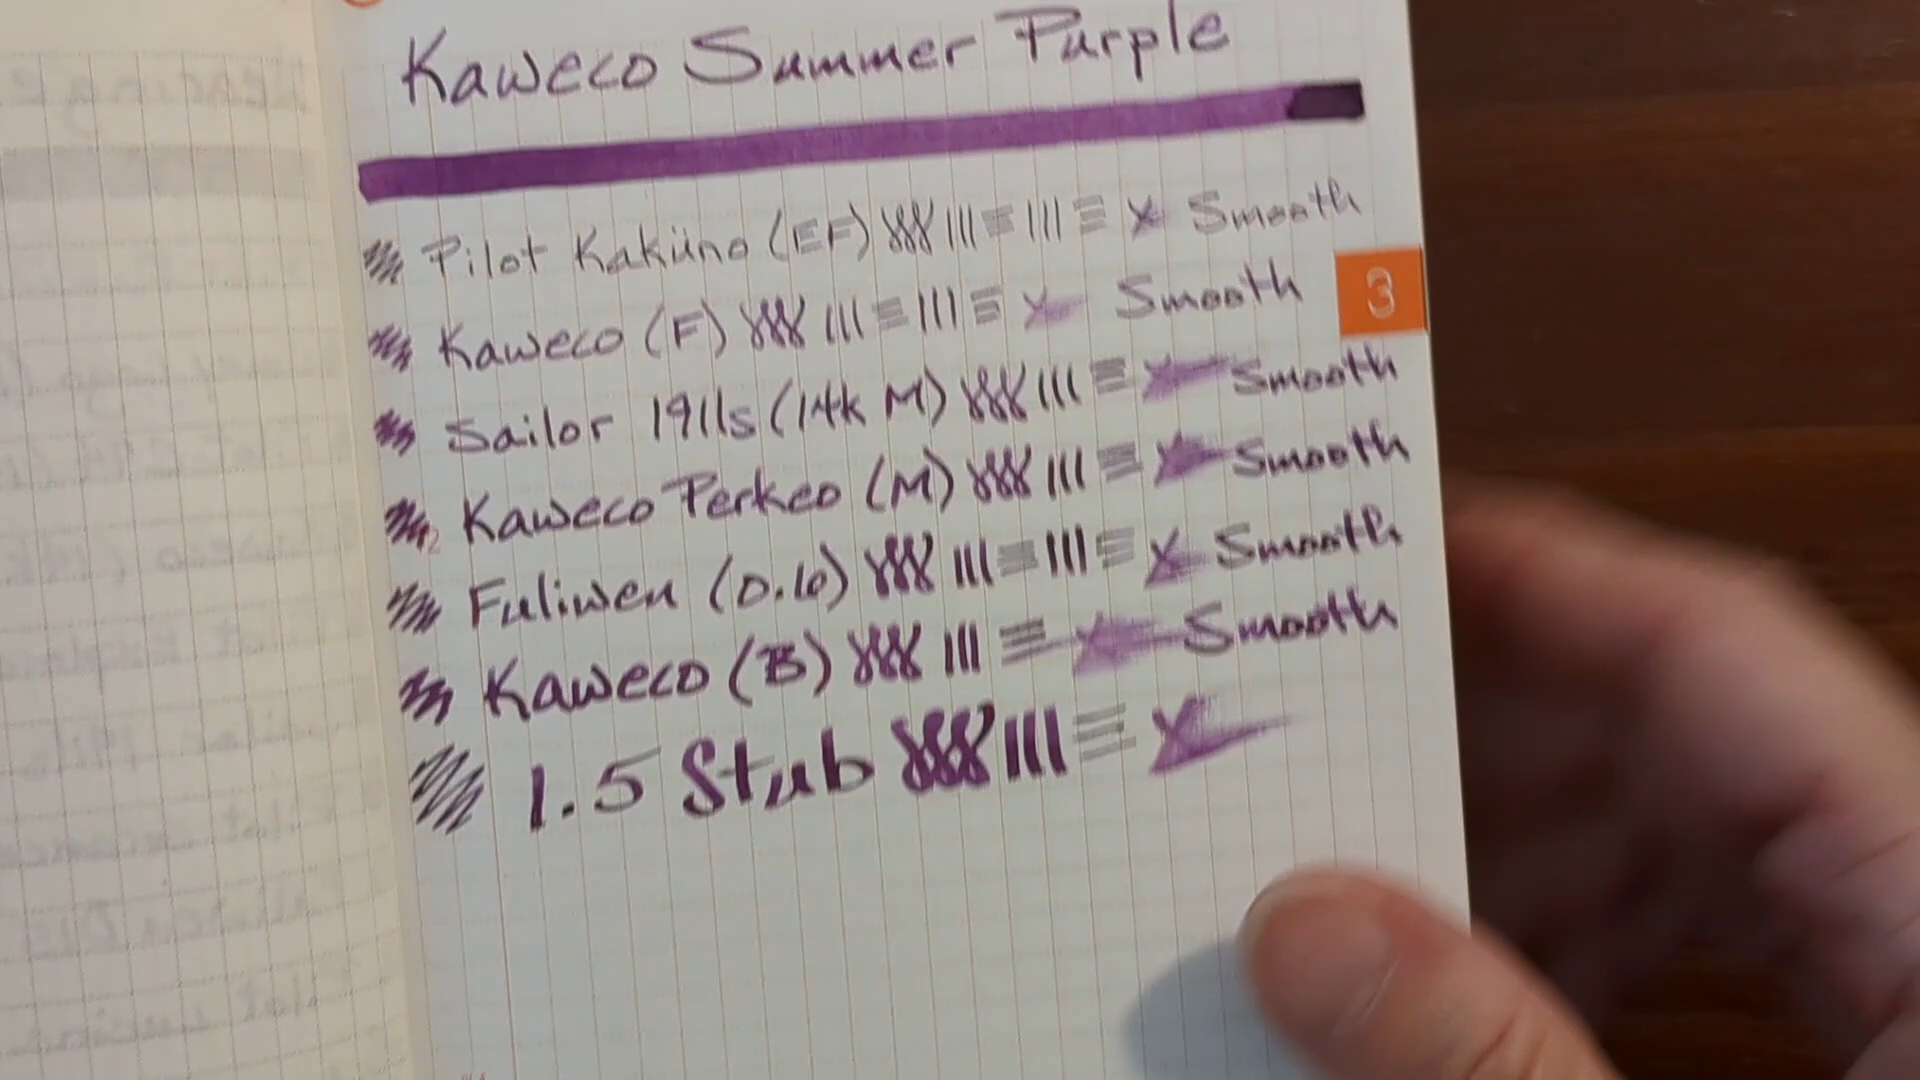 Kaweco Summer Purple
Pilot Kaküno (EF) Smooth
Kaweco (F) Smooth
3
Sailor 1911s (14k M) Smooth
Kaweco Perkeo (M) Smooth
Fuliwen (0.6) Smooth
Kaweco (B) Smooth
1.5 Stub